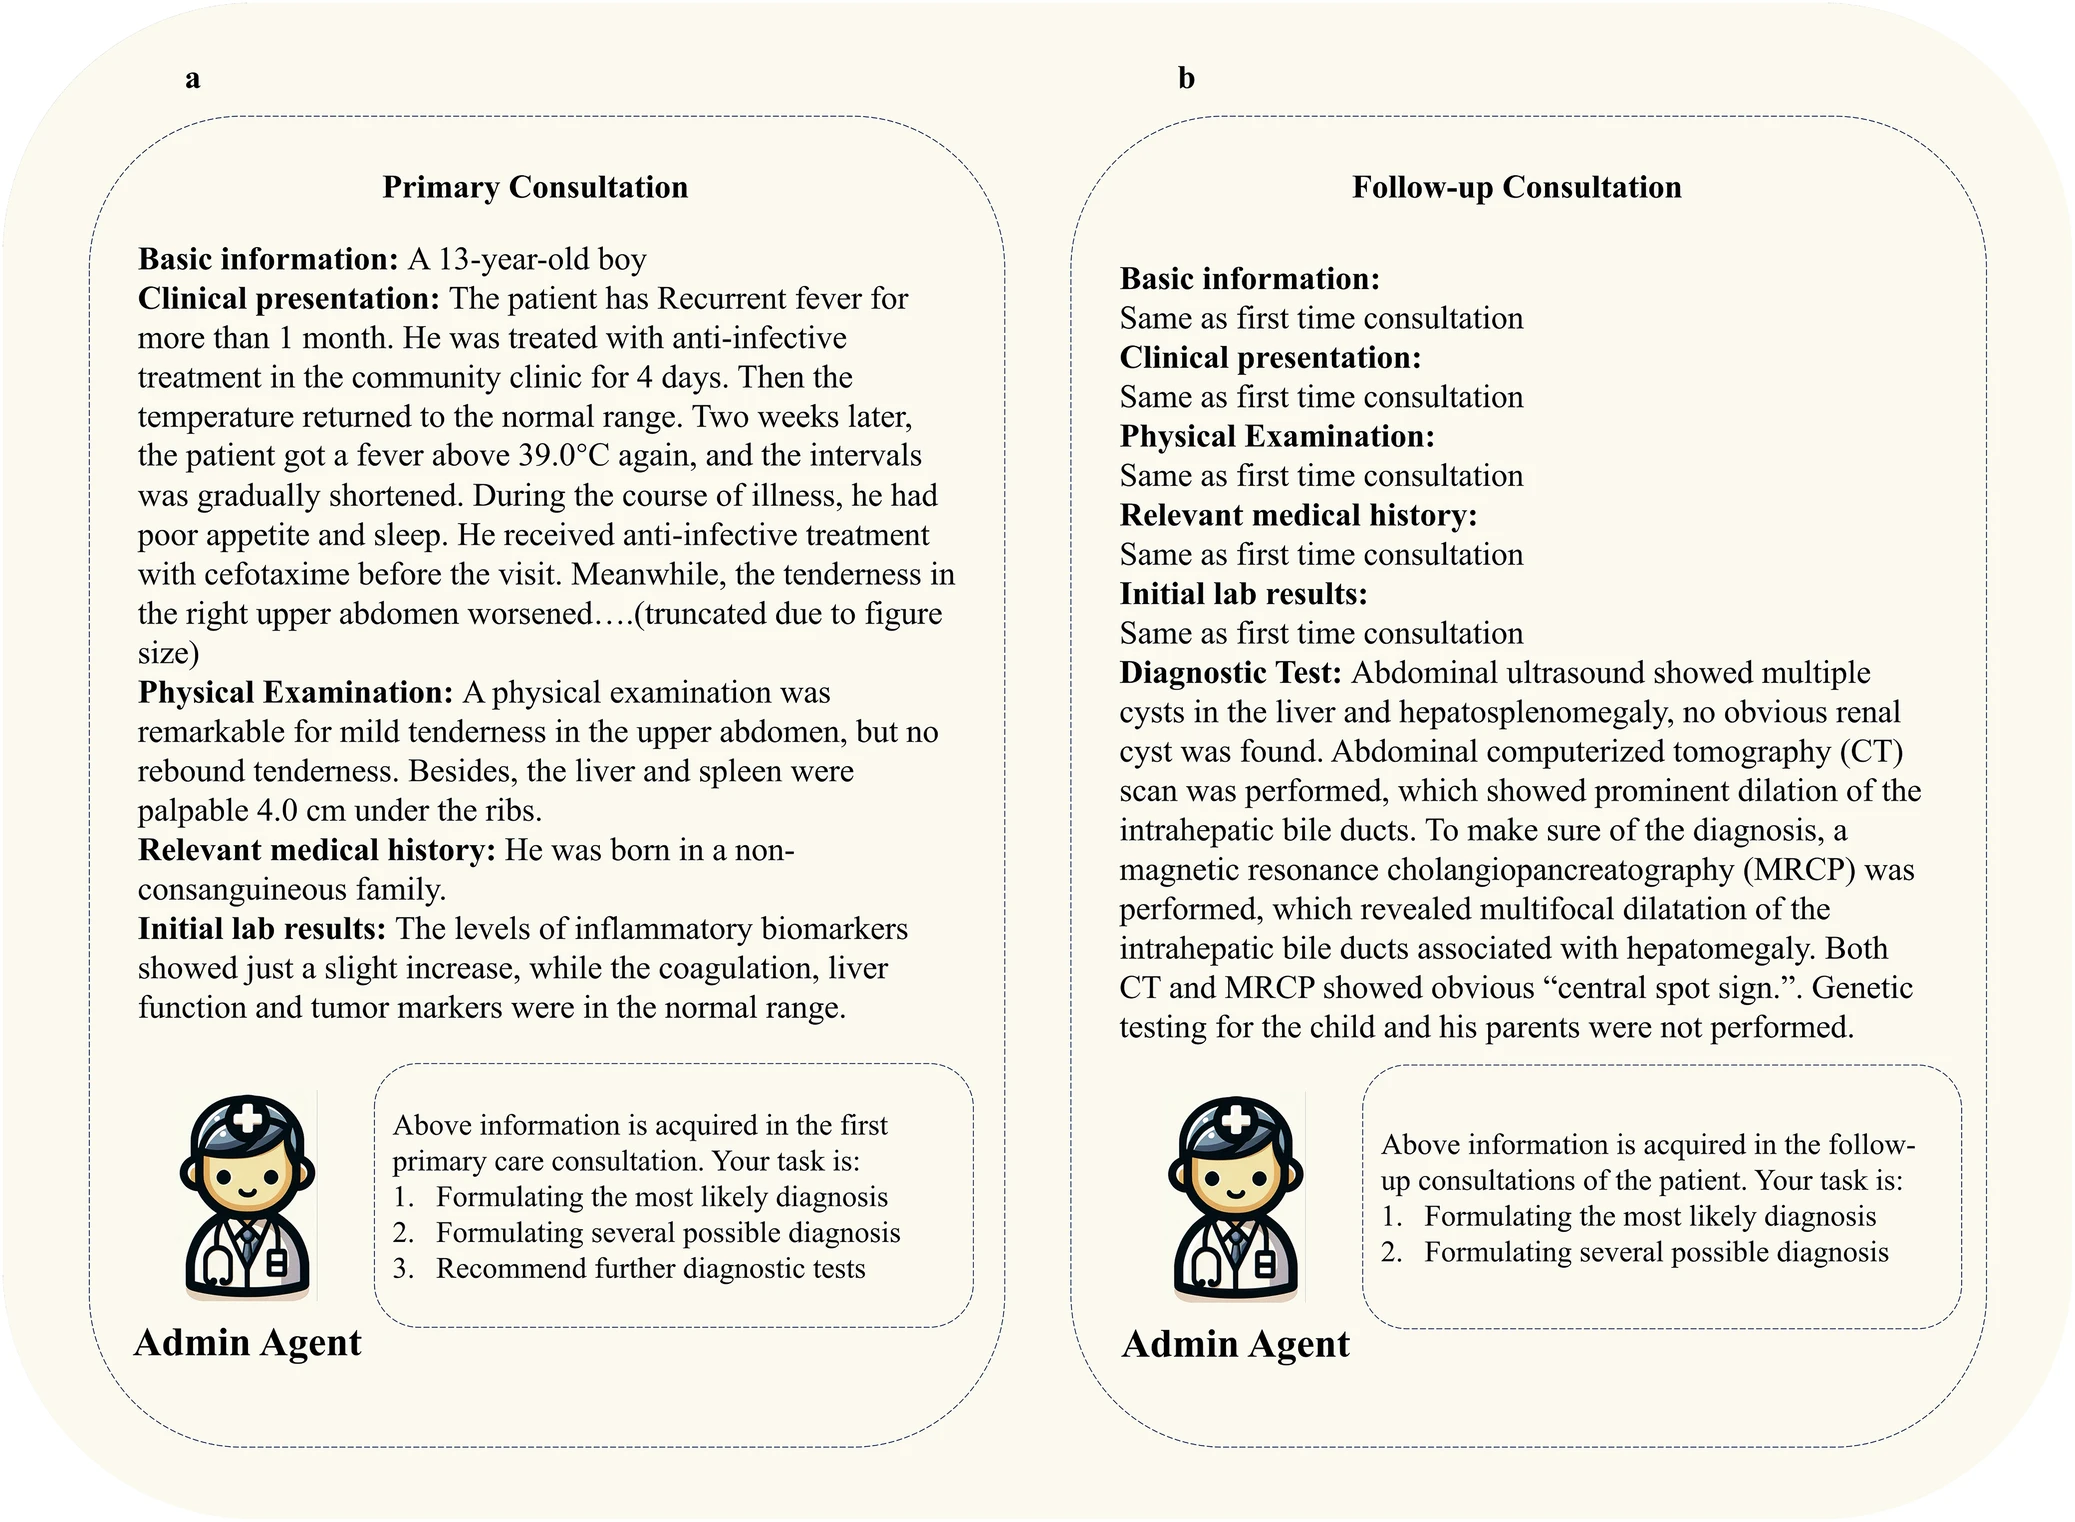 a
Primary Consultation
Basic information: A 13-year-old boy
Clinical presentation: The patient has Recurrent fever for
more than 1 month. He was treated with anti-infective
treatment in the community clinic for 4 days. Then the
temperature returned to the normal range. Two weeks later,
the patient got a fever above 39.0°C again, and the intervals
was gradually shortened. During the course of illness, he had
poor appetite and sleep. He received anti-infective treatment
with cefotaxime before the visit. Meanwhile, the tenderness in
the right upper abdomen worsened….(truncated due to figure
size)
Physical Examination: A physical examination was
remarkable for mild tenderness in the upper abdomen, but no
rebound tenderness. Besides, the liver and spleen were
palpable 4.0 cm under the ribs.
Relevant medical history: He was born in a non-
consanguineous family.
Initial lab results: The levels of inflammatory biomarkers
showed just a slight increase, while the coagulation, liver
function and tumor markers were in the normal range.
Above information is acquired in the first
primary care consultation. Your task is:
1. Formulating the most likely diagnosis
2. Formulating several possible diagnosis
3. Recommend further diagnostic tests
Admin Agent
b
Follow-up Consultation
Basic information:
Same as first time consultation
Clinical presentation:
Same as first time consultation
Physical Examination:
Same as first time consultation
Relevant medical history:
Same as first time consultation
Initial lab results:
Same as first time consultation
Diagnostic Test: Abdominal ultrasound showed multiple
cysts in the liver and hepatosplenomegaly, no obvious renal
cyst was found. Abdominal computerized tomography (CT)
scan was performed, which showed prominent dilation of the
intrahepatic bile ducts. To make sure of the diagnosis, a
magnetic resonance cholangiopancreatography (MRCP) was
performed, which revealed multifocal dilatation of the
intrahepatic bile ducts associated with hepatomegaly. Both
CT and MRCP showed obvious “central spot sign.”. Genetic
testing for the child and his parents were not performed.
Above information is acquired in the follow-
up consultations of the patient. Your task is:
1. Formulating the most likely diagnosis
2. Formulating several possible diagnosis
Admin Agent